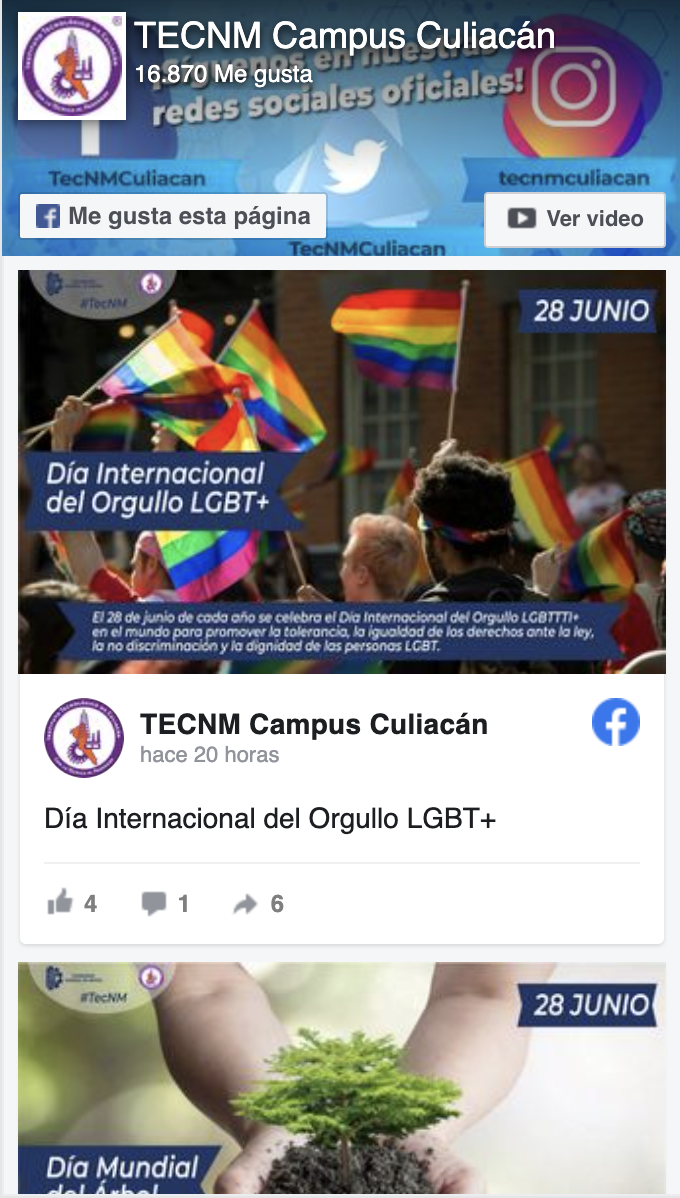 TECNM Campus Culiacán
16.870 Me gusta
redes sociales oficiales!
TecNMCuliacan
tecnmculiacan
Me gusta esta página
Ver video
TecNMCuliacan
#TecNM
28 JUNIO
Día Internacional
del Orgullo LGBT+
El 28 de junio de cada año se celebra el Día Internacional del Orgullo LGBTTTI+
en el mundo para promover la tolerancia, la igualdad de los derechos ante la ley,
la no discriminación y la dignidad de las personas LGBT.
TECNM Campus Culiacán
hace 20 horas
Día Internacional del Orgullo LGBT+
4
1
6
#TecNM
28 JUNIO
Día Mundial
del Árbol